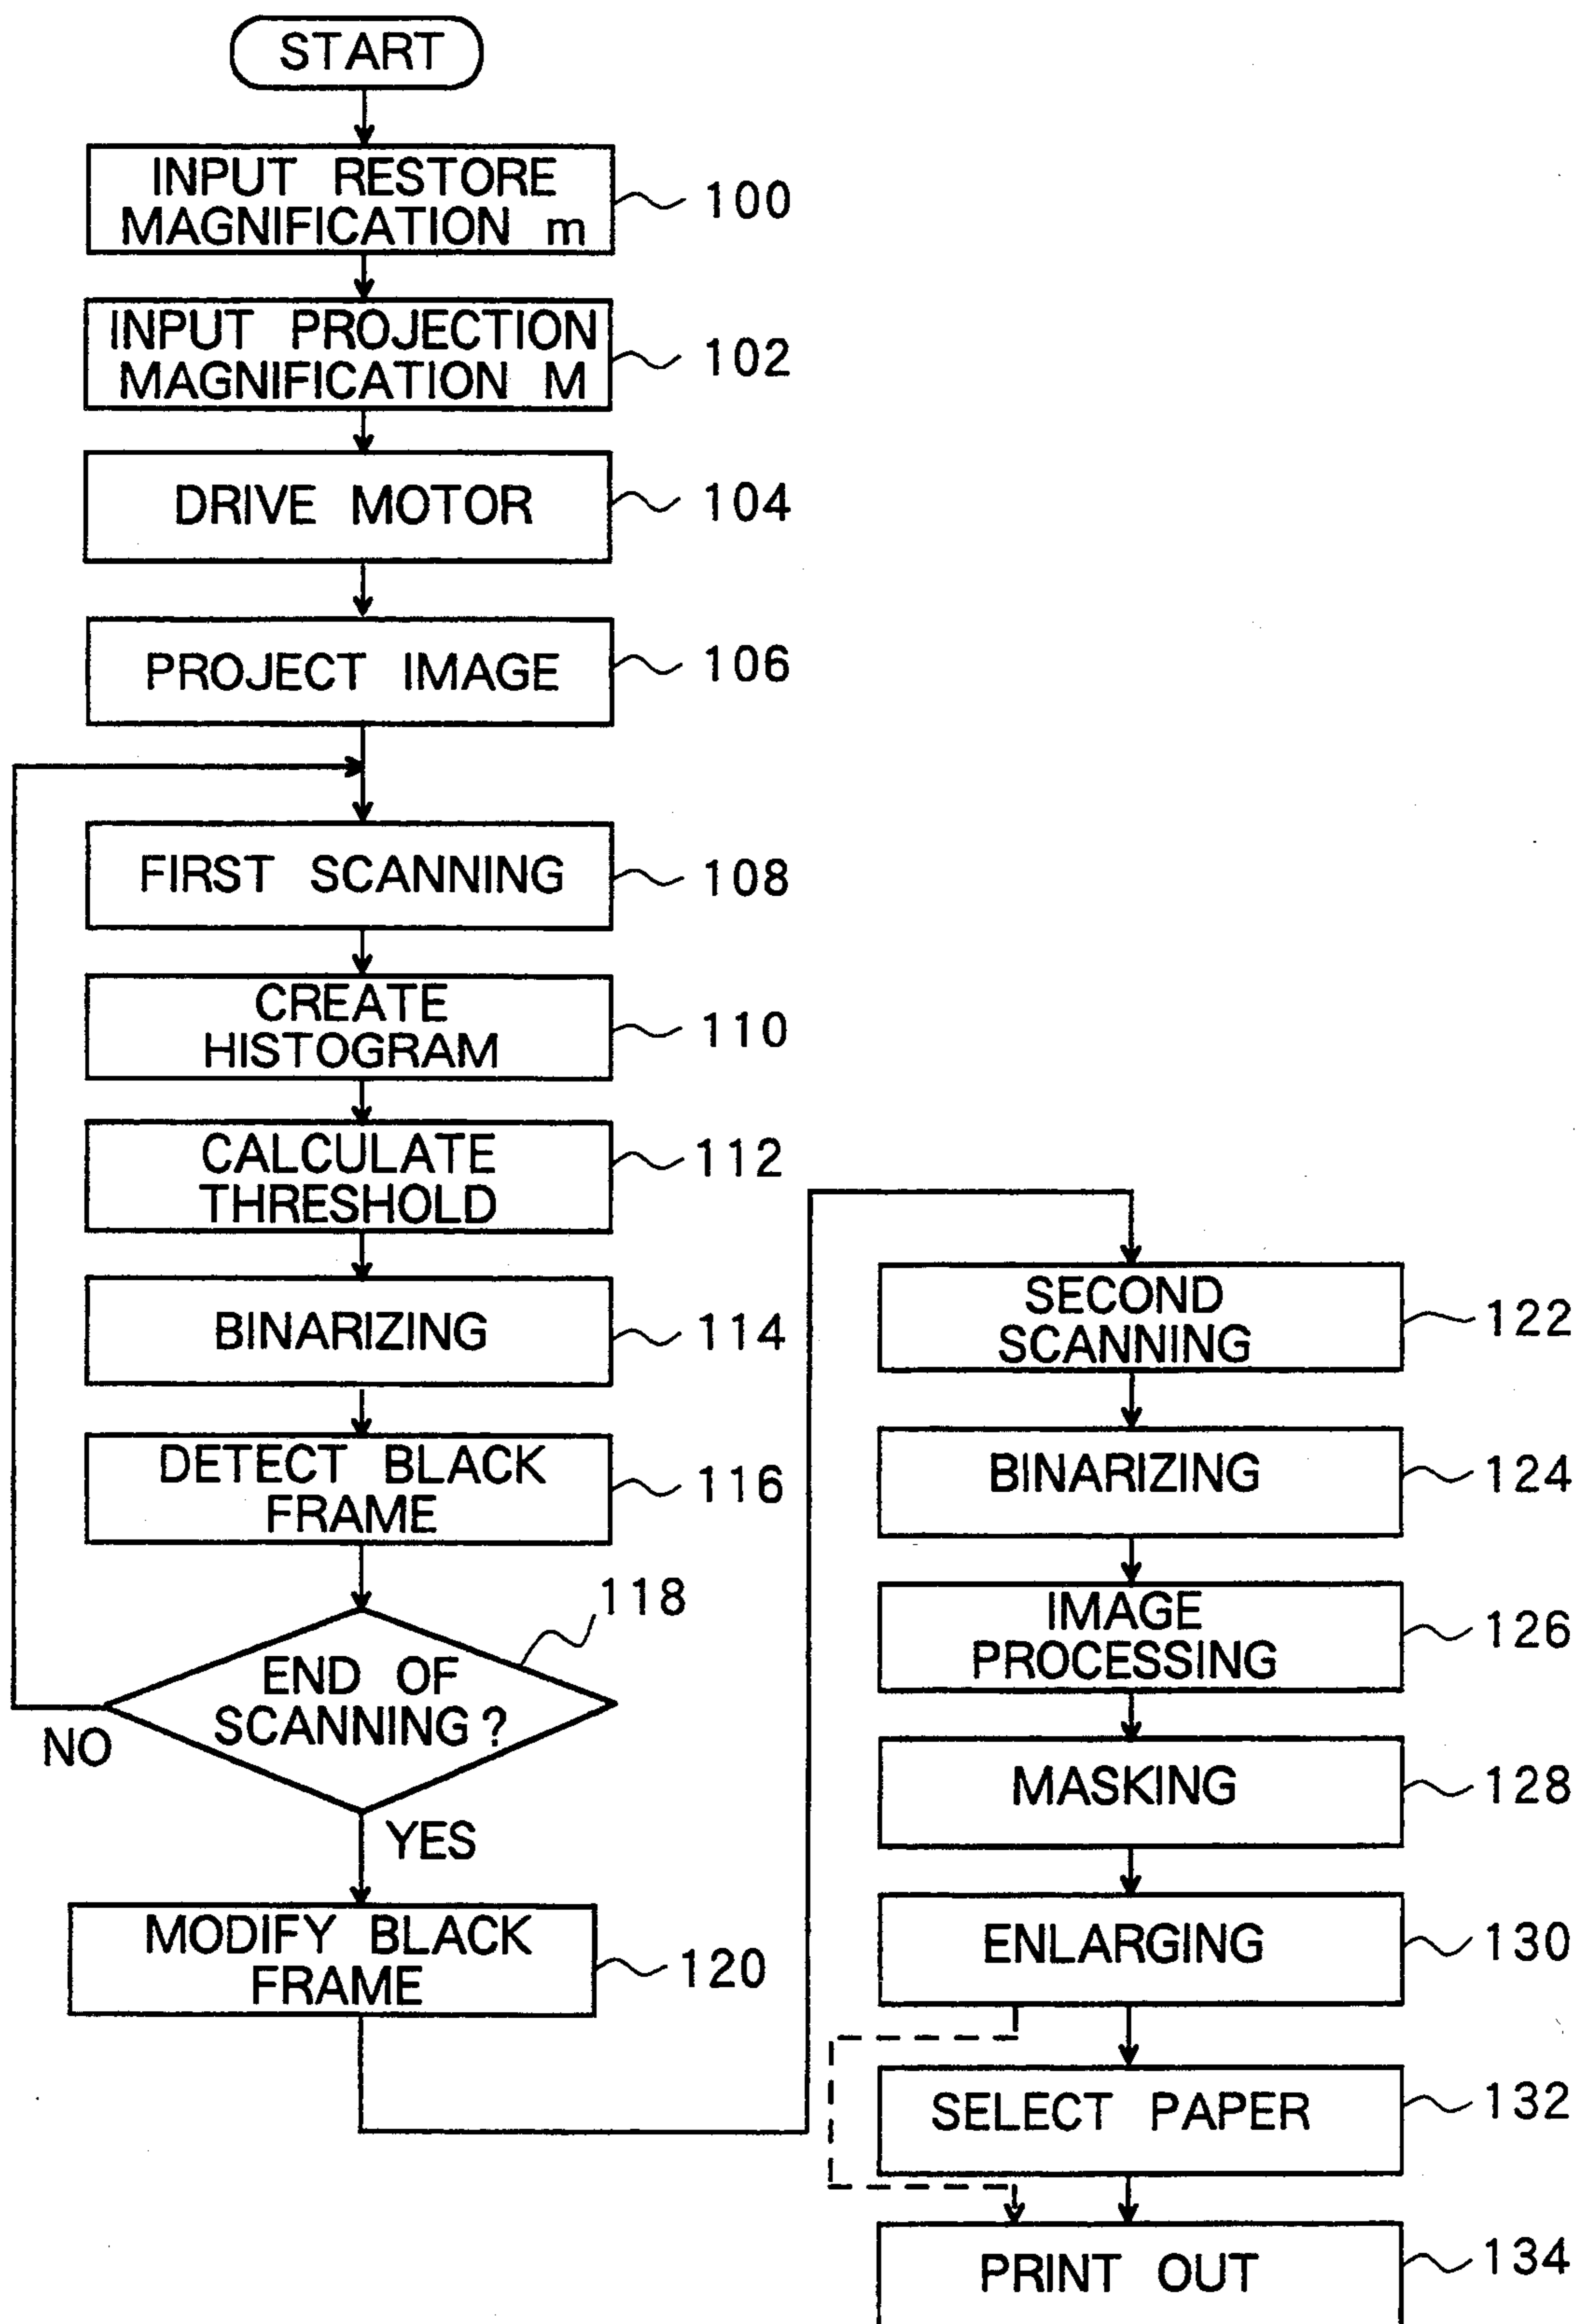 START
INPUT RESTORE
MAGNIFICATION m
100
INPUT PROJECTION
MAGNIFICATION M
102
DRIVE MOTOR
104
PROJECT IMAGE
106
FIRST SCANNING
108
CREATE
HISTOGRAM
110
CALCULATE
THRESHOLD
112
BINARIZING
114
DETECT BLACK
FRAME
116
118
END OF
SCANNING?
NO
YES
MODIFY BLACK
FRAME
120
SECOND
SCANNING
122
BINARIZING
124
IMAGE
PROCESSING
126
MASKING
128
ENLARGING
130
SELECT PAPER
132
PRINT OUT
134